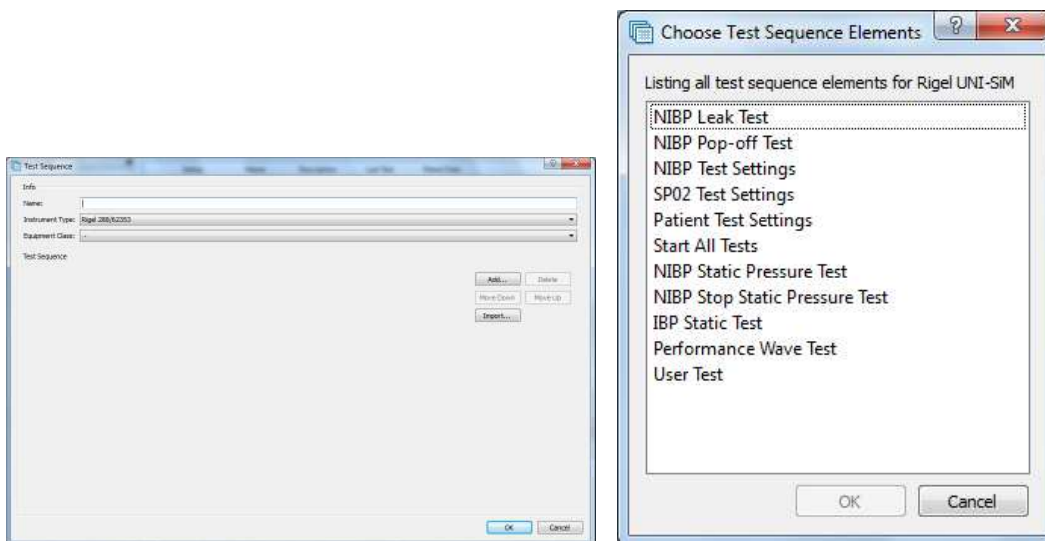 Test Sequence
Info
Name:
Instrument Type: Rigel 288/62353
Equipment Class: -
Test Sequence
Add... Delete
Move Down Move Up
Import...
OK Cancel
Choose Test Sequence Elements
Listing all test sequence elements for Rigel UNI-SiM
NIBP Leak Test
NIBP Pop-off Test
NIBP Test Settings
SP02 Test Settings
Patient Test Settings
Start All Tests
NIBP Static Pressure Test
NIBP Stop Static Pressure Test
IBP Static Test
Performance Wave Test
User Test
OK Cancel